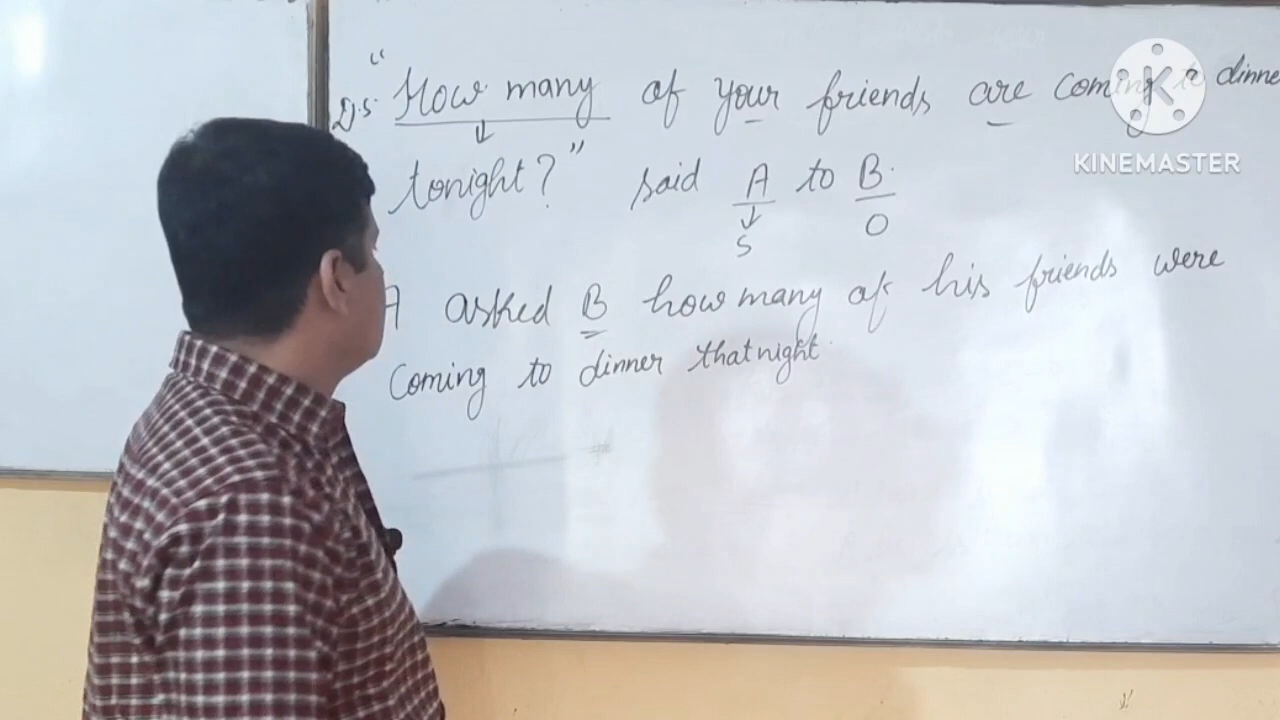 D.S. "How many of your friends are coming to dinne
tonight?" said A to B.
S O
A asked B how many of his friends were
coming to dinner that night.
KINEMASTER